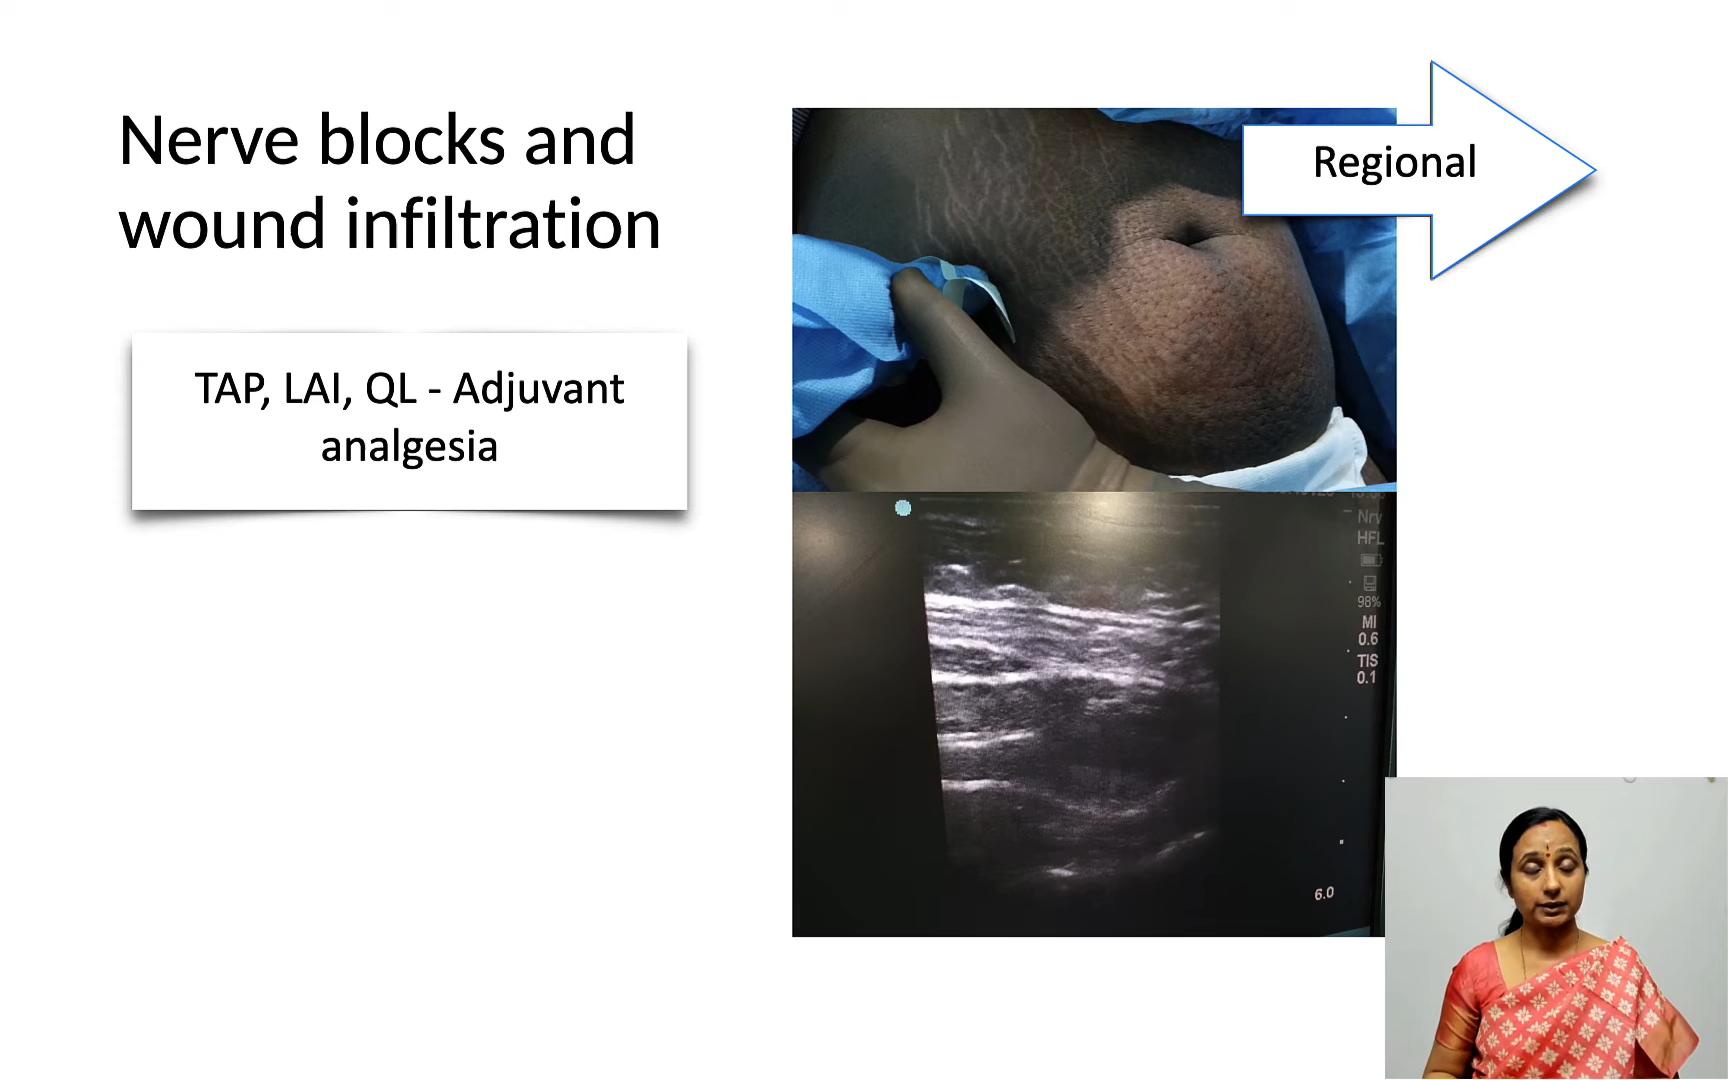 Nerve blocks and
wound infiltration
Regional
TAP, LAI, QL - Adjuvant
analgesia
Nrv
HFL
98%
MI
0.6
TIS
0.1
6.0